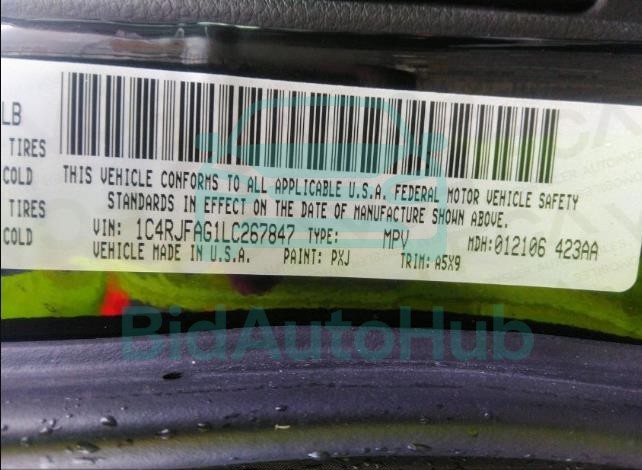 LB
TIRES
COLD
TIRES
COLD
THIS VEHICLE CONFORMS TO ALL APPLICABLE U.S.A. FEDERAL MOTOR VEHICLE SAFETY
STANDARDS IN EFFECT ON THE DATE OF MANUFACTURE SHOWN ABOVE.
VIN: 1C4RJFAG1LC267847 TYPE: MPV MDH:012106 423AA
VEHICLE MADE IN U.S.A. PAINT: PXJ TRIM: A5X9
BidAutoHub